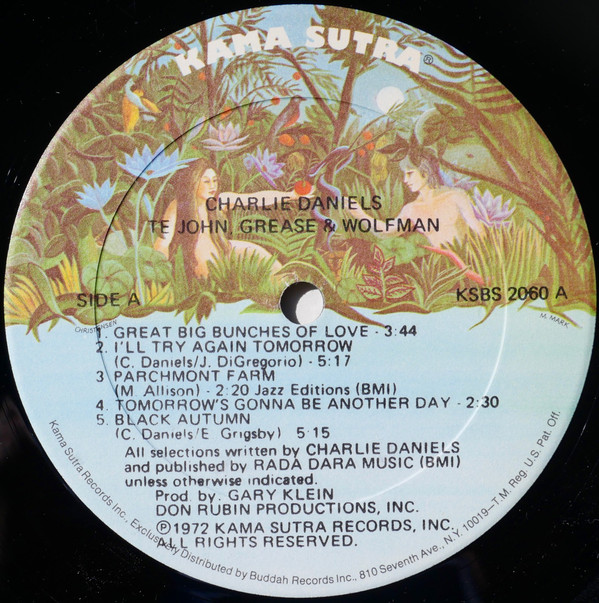 KAMA SUTRA®
CHARLIE DANIELS
TE JOHN, GREASE & WOLFMAN
SIDE A
KSBS 2060 A
CHRISTENSEN
M. MARK
1. GREAT BIG BUNCHES OF LOVE - 3:44
2. I'LL TRY AGAIN TOMORROW
(C. Daniels/J. DiGregorio) - 5:17
3 PARCHMONT FARM
(M. Allison) - 2:20 Jazz Editions (BMI)
4. TOMORROW'S GONNA BE ANOTHER DAY - 2:30
5. BLACK AUTUMN
(C. Daniels/E. Grigsby) 5:15
All selections written by CHARLIE DANIELS
and published by RADA DARA MUSIC (BMI)
unless otherwise indicated.
Prod. by. GARY KLEIN
DON RUBIN PRODUCTIONS, INC.
℗1972 KAMA SUTRA RECORDS, INC.
ALL RIGHTS RESERVED.
Kama Sutra Records Inc., Exclusively Distributed by Buddah Records Inc., 810 Seventh Ave., N.Y. 10019—T.M. Reg. U.S. Pat. Off.